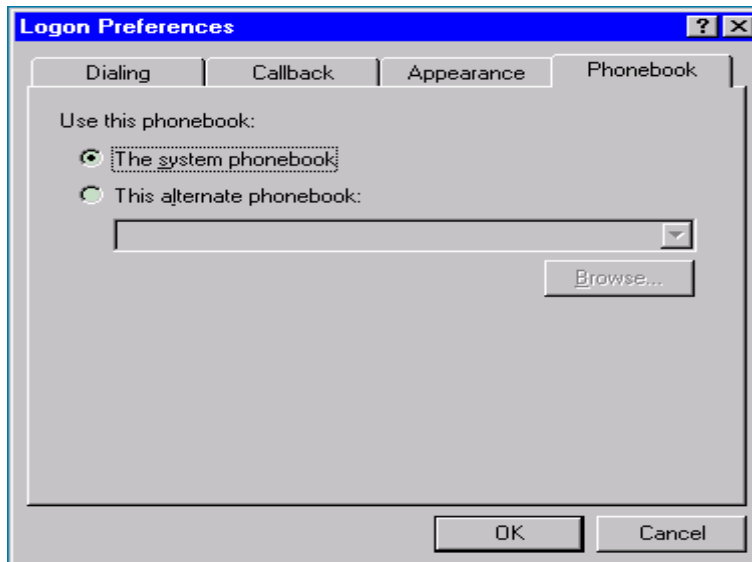 Logon Preferences
Dialing Callback Appearance Phonebook
Use this phonebook:
The system phonebook
This alternate phonebook:
Browse...
OK Cancel